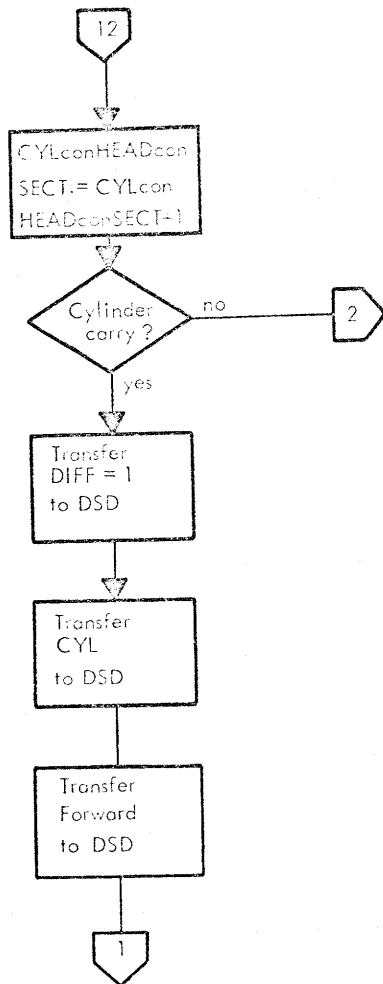 12
CYLconHEADcon
SECT.= CYLcon
HEADconSECT+1
Cylinder
carry ?
no
2
yes
Transfer
DIFF = 1
to DSD
Transfer
CYL
to DSD
Transfer
Forward
to DSD
1